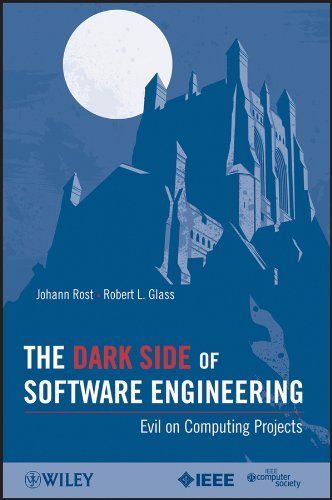 Johann Rost • Robert L. Glass
THE DARK SIDE OF
SOFTWARE ENGINEERING
Evil on Computing Projects
WILEY
IEEE
IEEE
computer
society